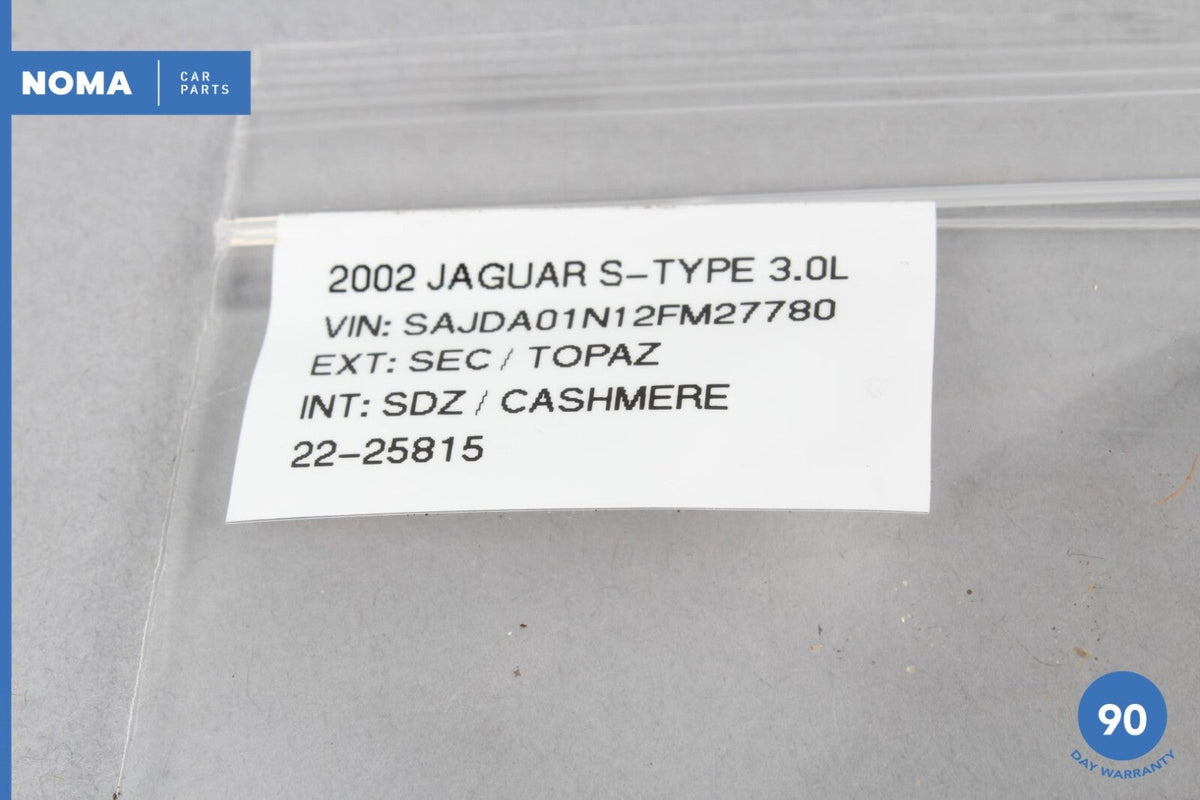 NOMA
CAR
PARTS
2002 JAGUAR S-TYPE 3.0L
VIN: SAJDA01N12FM27780
EXT: SEC / TOPAZ
INT: SDZ / CASHMERE
22-25815
90
DAY WARRANTY